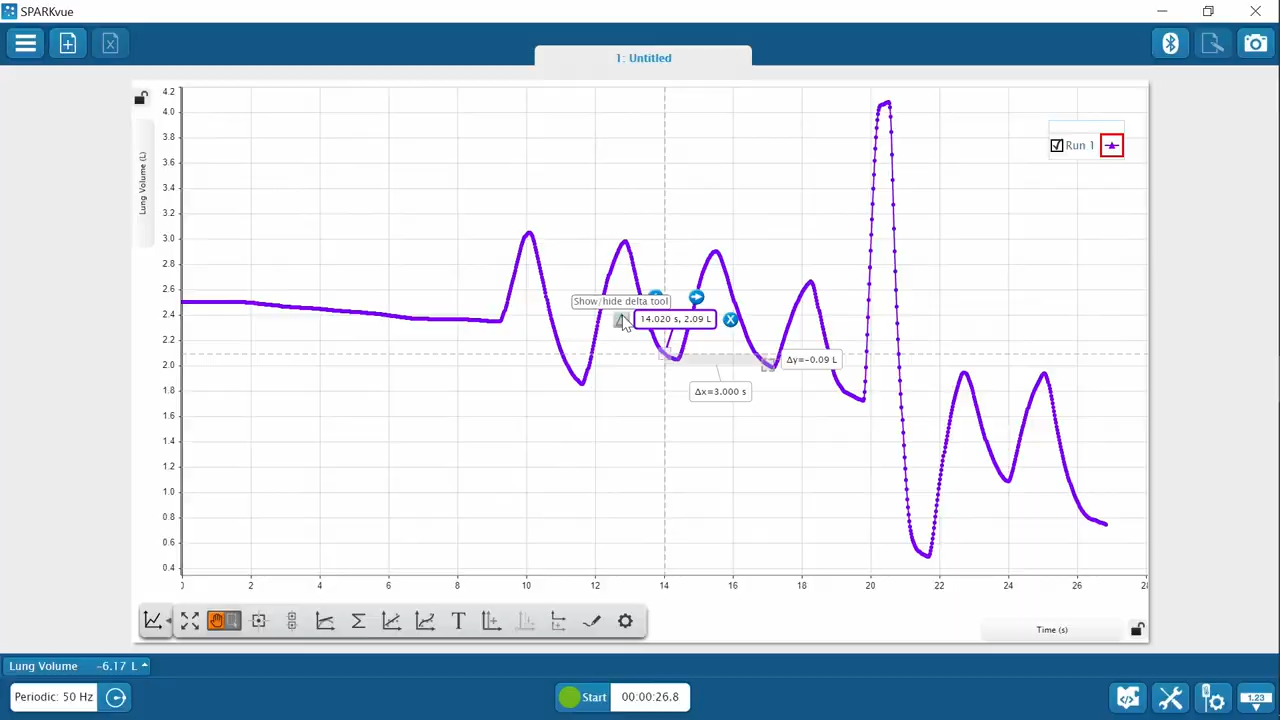 SPARKvue
1: Untitled
4.2
4.0
3.8
3.6
3.4
3.2
3.0
2.8
2.6
2.4
2.2
2.0
1.8
1.6
1.4
1.2
1.0
0.8
0.6
0.4
Lung Volume (L)
Run 1
Show/hide delta tool
14.020 s, 2.09 L
Δy=-0.09 L
Δx=3.000 s
0 2 4 6 8 10 12 14 16 18 20 22 24 26 28
Time (s)
Lung Volume -6.17 L
Periodic: 50 Hz
Start 00:00:26.8
1.23